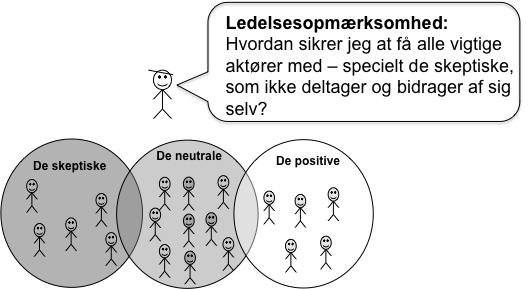 Ledelsesopmærksomhed:
Hvordan sikrer jeg at få alle vigtige
aktører med – specielt de skeptiske,
som ikke deltager og bidrager af sig
selv?
De skeptiske
De neutrale
De positive